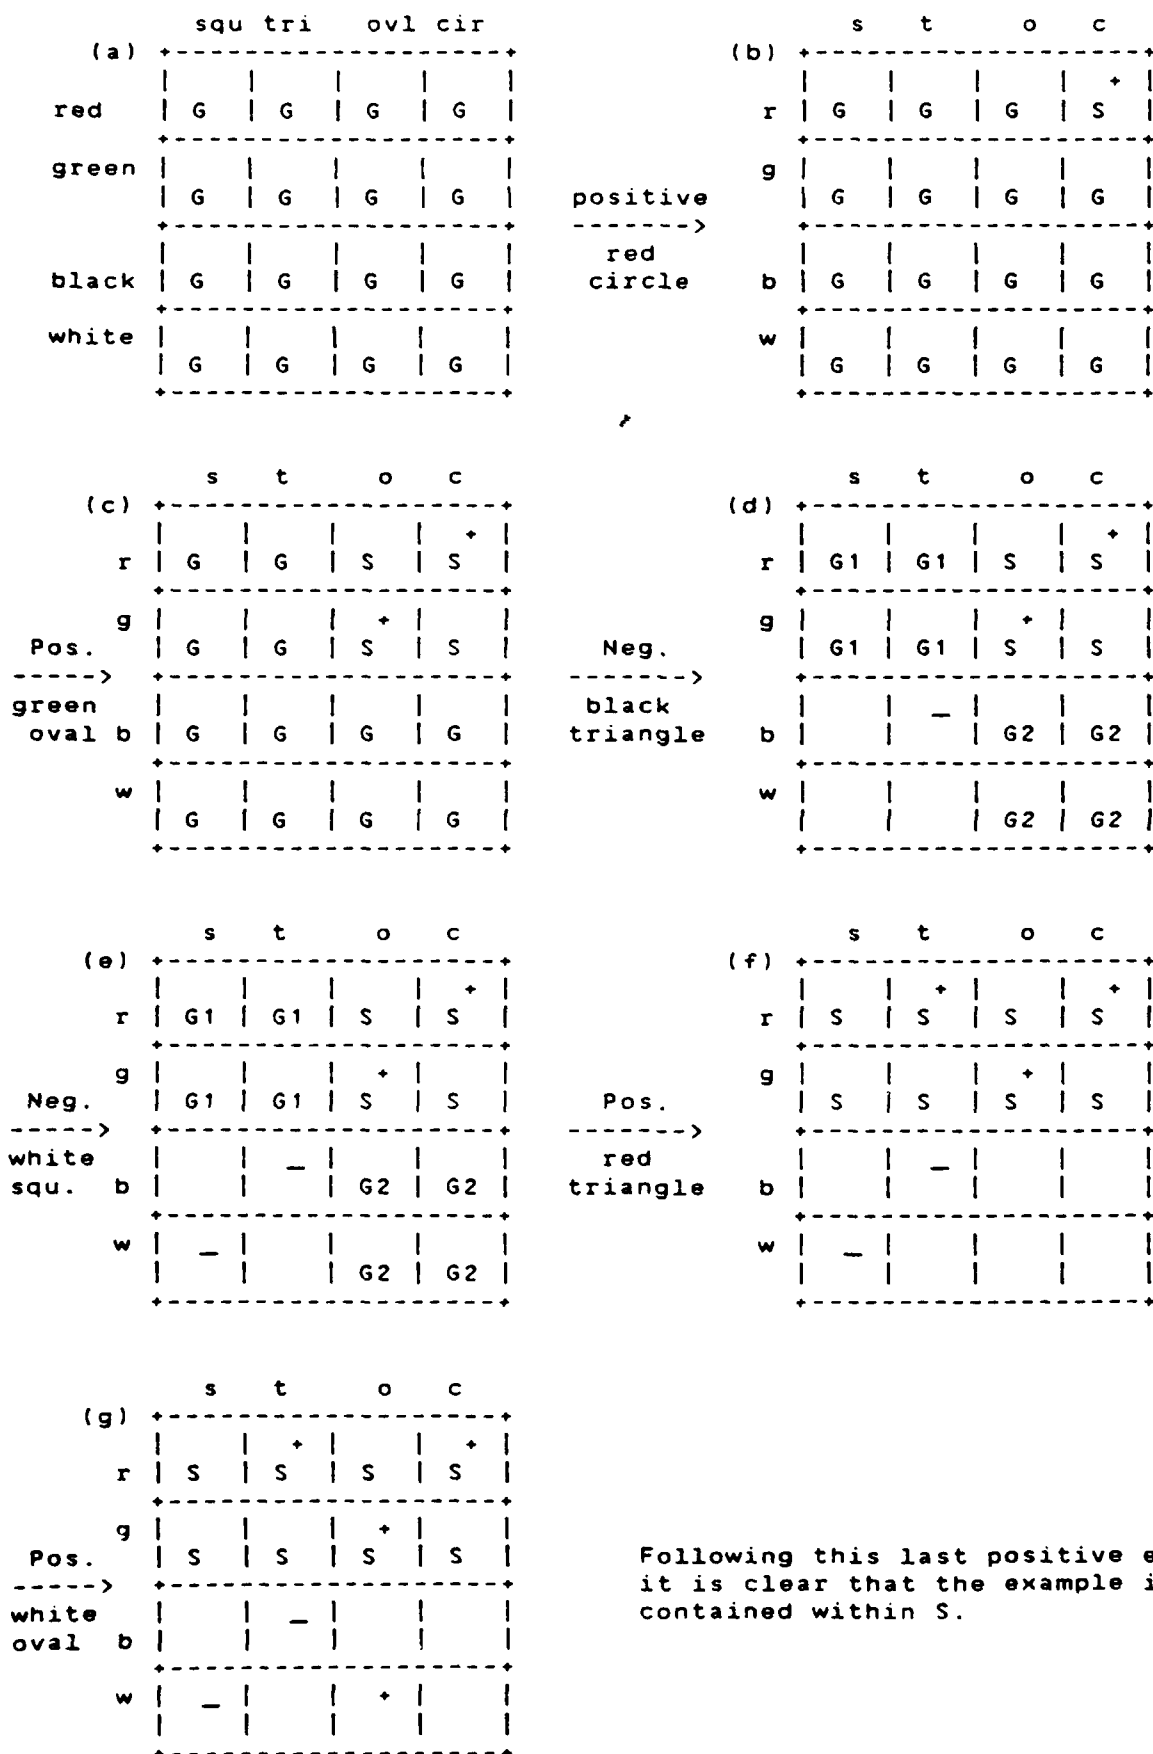 squ tri ovl cir
(a) +-----------------+
| | | | |
red | G | G | G | G |
+-----------------+
green | | | | |
| G | G | G | G |
+-----------------+
| | | | |
black | G | G | G | G |
+-----------------+
white | | | | |
| G | G | G | G |
+-----------------+
positive
------->
red
circle
s t o c
(b) +-----------------+
| | | | + |
r | G | G | G | S |
+-----------------+
g | | | | |
| G | G | G | G |
+-----------------+
| | | | |
b | G | G | G | G |
+-----------------+
w | | | | |
| G | G | G | G |
+-----------------+
Pos.
----->
green
oval
s t o c
(c) +-----------------+
| | | | + |
r | G | G | S | S |
+-----------------+
g | | | + | |
| G | G | S | S |
+-----------------+
| | | | |
b | G | G | G | G |
+-----------------+
w | | | | |
| G | G | G | G |
+-----------------+
Neg.
------->
black
triangle
s t o c
(d) +-----------------+
| | | | + |
r | G1 | G1 | S | S |
+-----------------+
g | | | + | |
| G1 | G1 | S | S |
+-----------------+
| | - | | |
b | | | G2 | G2 |
+-----------------+
w | | | | |
| | | G2 | G2 |
+-----------------+
Neg.
----->
white
squ.
s t o c
(e) +-----------------+
| | | | + |
r | G1 | G1 | S | S |
+-----------------+
g | | | + | |
| G1 | G1 | S | S |
+-----------------+
| | - | | |
b | | | G2 | G2 |
+-----------------+
w | - | | | |
| | | G2 | G2 |
+-----------------+
Pos.
------->
red
triangle
s t o c
(f) +-----------------+
| | + | | + |
r | S | S | S | S |
+-----------------+
g | | | + | |
| S | S | S | S |
+-----------------+
| | - | | |
b | | | | |
+-----------------+
w | - | | | |
| | | | |
+-----------------+
Pos.
----->
white
oval
s t o c
(g) +-----------------+
| | + | | + |
r | S | S | S | S |
+-----------------+
g | | | + | |
| S | S | S | S |
+-----------------+
| | - | | |
b | | | | |
+-----------------+
w | - | | + | |
| | | | |
+-----------------+
Following this last positive e
it is clear that the example i
contained within S.